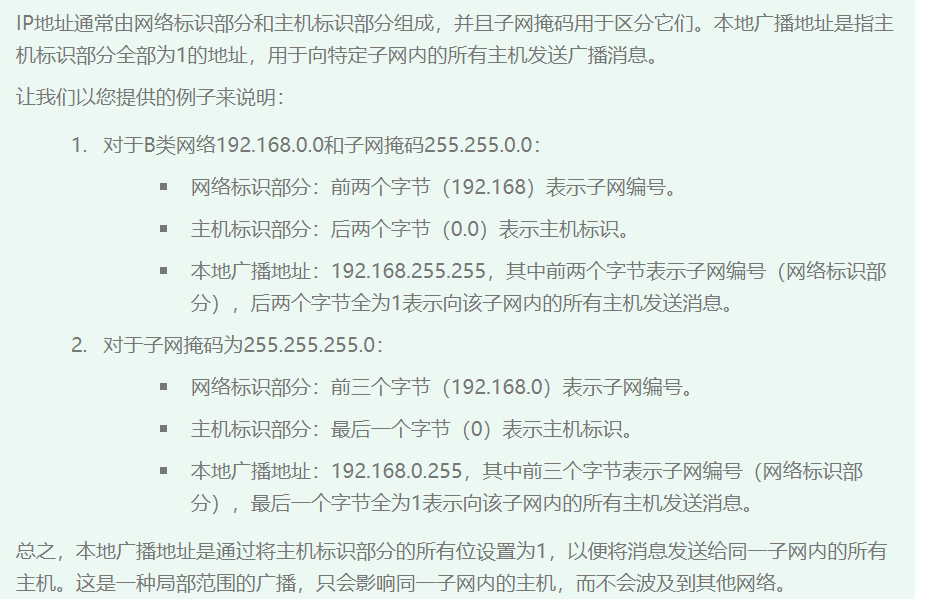 IP地址通常由网络标识部分和主机标识部分组成，并且子网掩码用于区分它们。本地广播地址是指主
机标识部分全部为1的地址，用于向特定子网内的所有主机发送广播消息。
让我们以您提供的例子来说明：
1. 对于B类网络192.168.0.0和子网掩码255.255.0.0：
▪ 网络标识部分：前两个字节（192.168）表示子网编号。
▪ 主机标识部分：后两个字节（0.0）表示主机标识。
▪ 本地广播地址：192.168.255.255，其中前两个字节表示子网编号（网络标识部
分），后两个字节全为1表示向该子网内的所有主机发送消息。
2. 对于子网掩码为255.255.255.0：
▪ 网络标识部分：前三个字节（192.168.0）表示子网编号。
▪ 主机标识部分：最后一个字节（0）表示主机标识。
▪ 本地广播地址：192.168.0.255，其中前三个字节表示子网编号（网络标识部
分），最后一个字节全为1表示向该子网内的所有主机发送消息。
总之，本地广播地址是通过将主机标识部分的所有位设置为1，以便将消息发送给同一子网内的所有
主机。这是一种局部范围的广播，只会影响同一子网内的主机，而不会波及到其他网络。